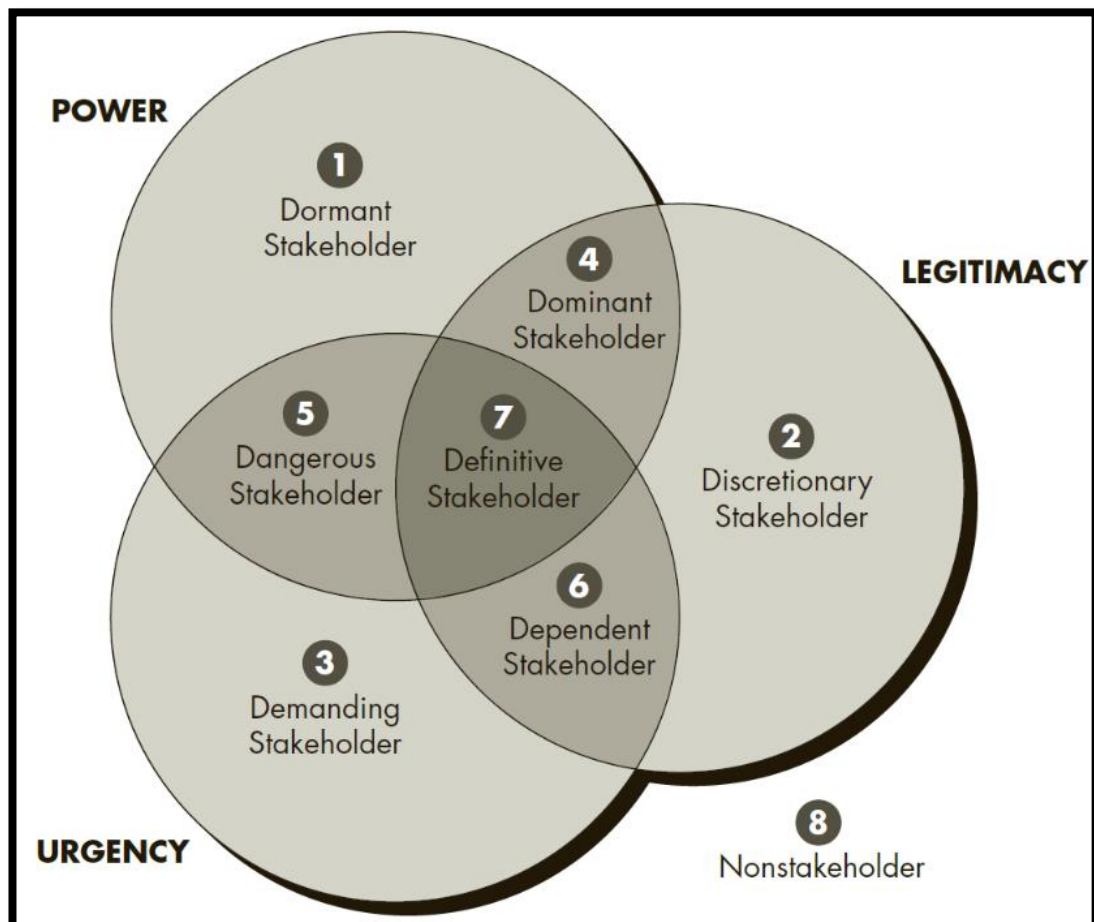 POWER
1
Dormant
Stakeholder
4
Dominant
Stakeholder
LEGITIMACY
5
Dangerous
Stakeholder
7
Definitive
Stakeholder
2
Discretionary
Stakeholder
6
Dependent
Stakeholder
3
Demanding
Stakeholder
URGENCY
8
Nonstakeholder